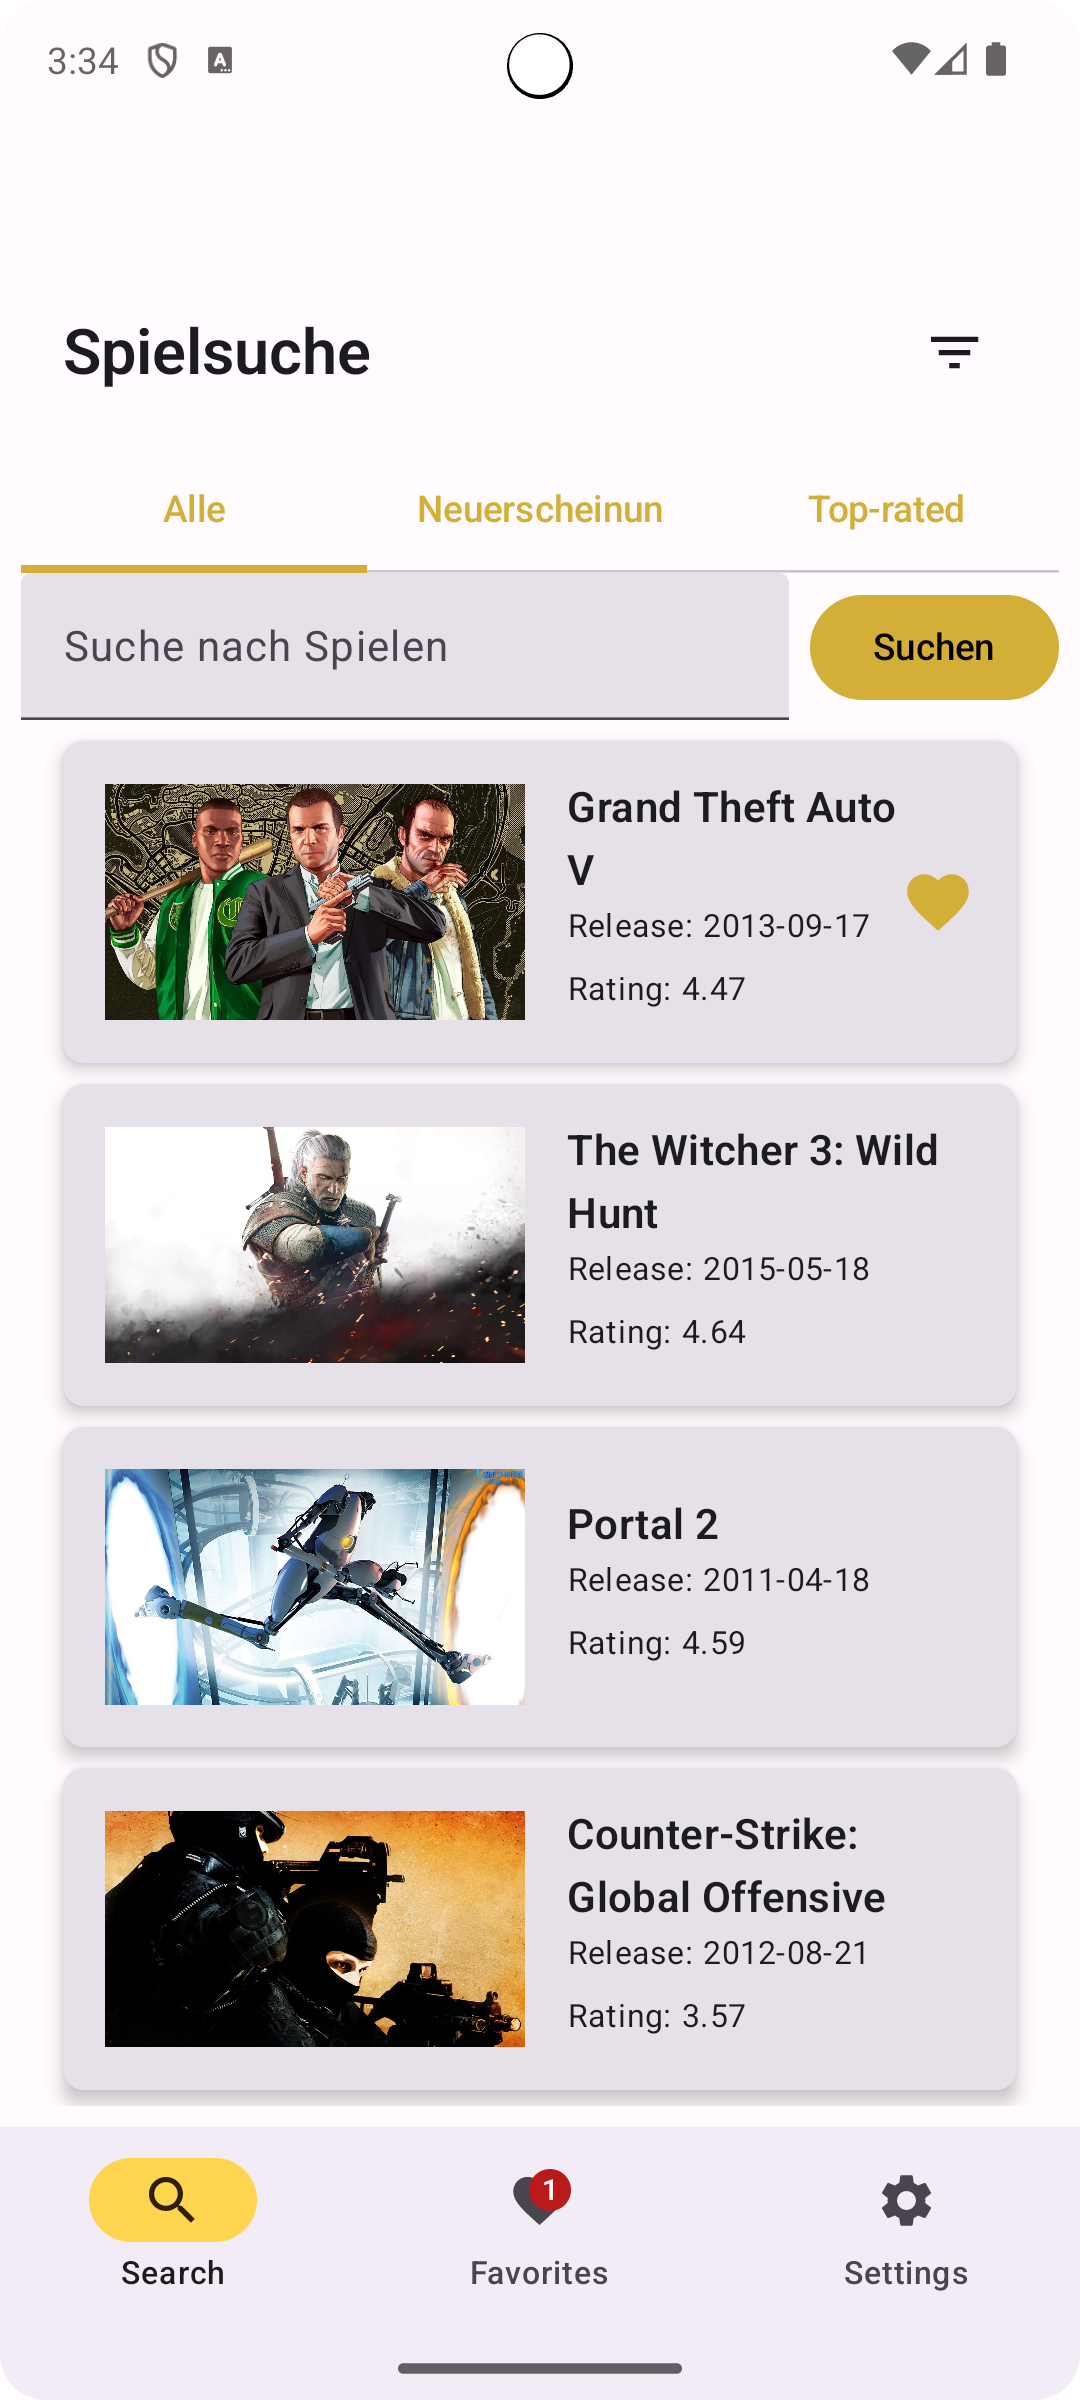 3:34
Spielsuche
Alle
Neuerscheinun
Top-rated
Suche nach Spielen
Suchen
Grand Theft Auto
V
Release: 2013-09-17
Rating: 4.47
The Witcher 3: Wild
Hunt
Release: 2015-05-18
Rating: 4.64
Portal 2
Release: 2011-04-18
Rating: 4.59
Counter-Strike:
Global Offensive
Release: 2012-08-21
Rating: 3.57
1
Search
Favorites
Settings